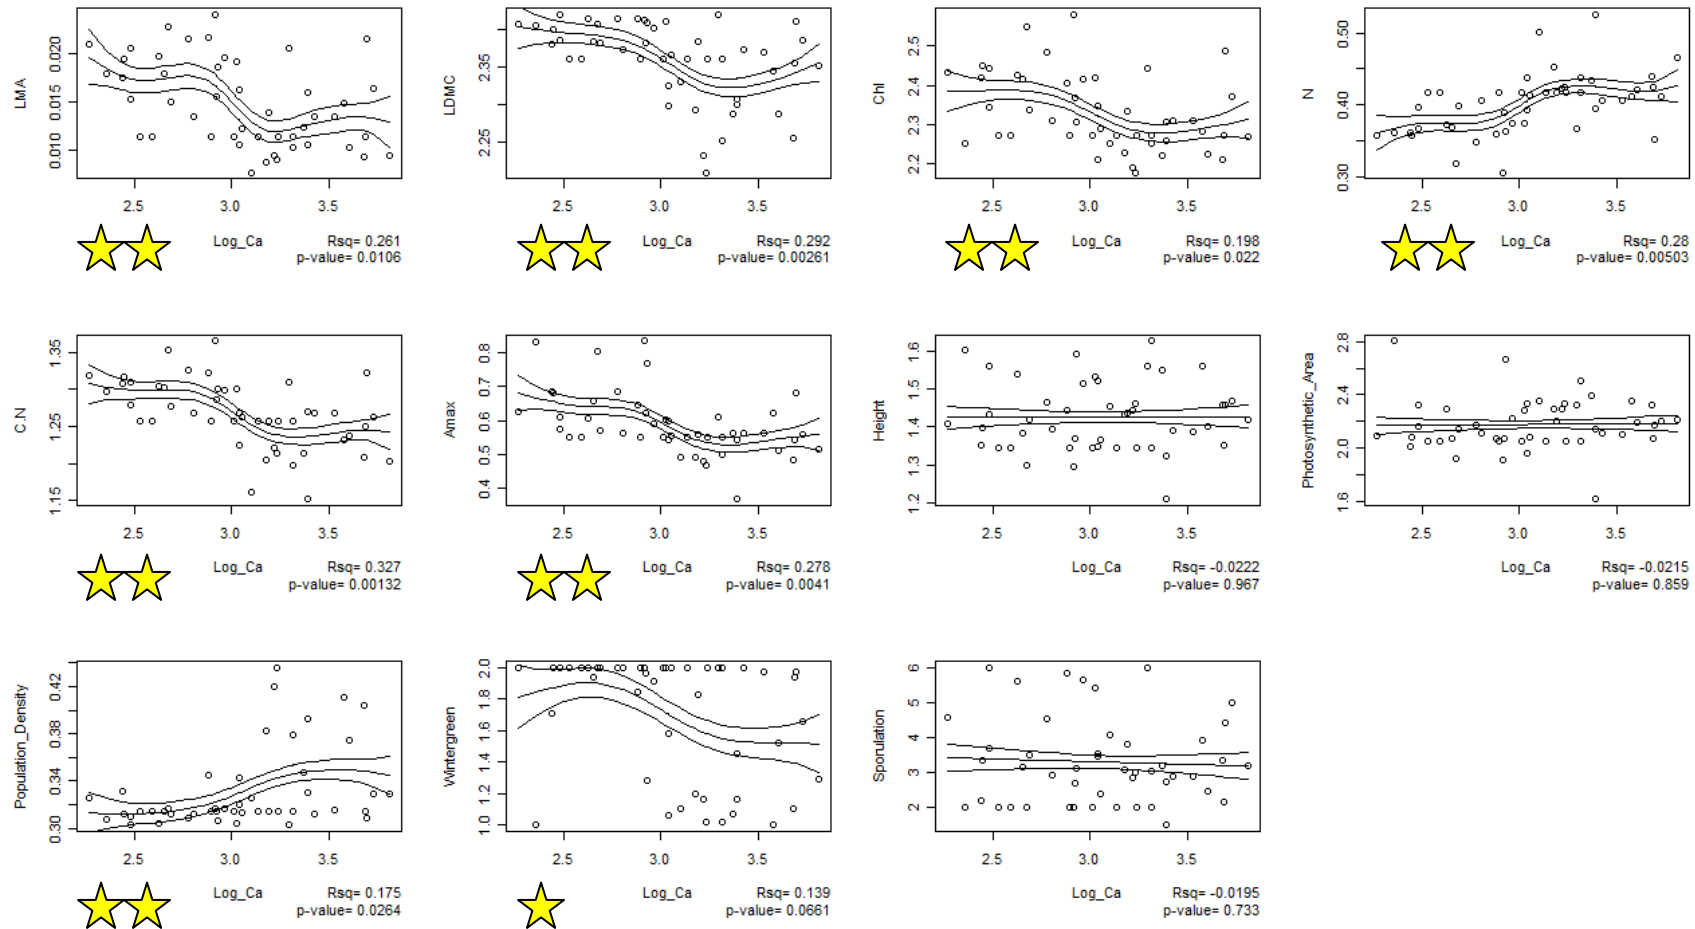 LMA
0.020
0.015
0.010
2.5 3.0 3.5
Log_Ca
Rsq= 0.261
p-value= 0.0106
LDMC
2.35
2.25
2.5 3.0 3.5
Log_Ca
Rsq= 0.292
p-value= 0.00261
Chl
2.5
2.4
2.3
2.2
2.5 3.0 3.5
Log_Ca
Rsq= 0.198
p-value= 0.022
N
0.50
0.40
0.30
2.5 3.0 3.5
Log_Ca
Rsq= 0.28
p-value= 0.00503
C.N
1.35
1.25
1.15
2.5 3.0 3.5
Log_Ca
Rsq= 0.327
p-value= 0.00132
Amax
0.8
0.7
0.6
0.5
0.4
2.5 3.0 3.5
Log_Ca
Rsq= 0.278
p-value= 0.0041
Height
1.6
1.5
1.4
1.3
1.2
2.5 3.0 3.5
Log_Ca
Rsq= -0.0222
p-value= 0.967
Photosynthetic_Area
2.8
2.4
2.0
1.6
2.5 3.0 3.5
Log_Ca
Rsq= -0.0215
p-value= 0.859
Population_Density
0.42
0.38
0.34
0.30
2.5 3.0 3.5
Log_Ca
Rsq= 0.175
p-value= 0.0264
Wintergreen
2.0
1.8
1.6
1.4
1.2
1.0
2.5 3.0 3.5
Log_Ca
Rsq= 0.139
p-value= 0.0661
Sporulation
6
5
4
3
2
2.5 3.0 3.5
Log_Ca
Rsq= -0.0195
p-value= 0.733